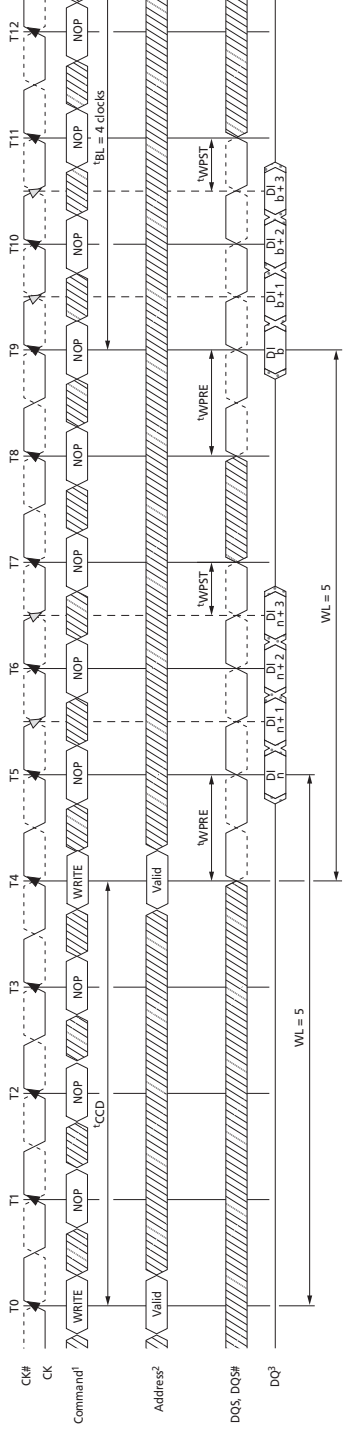 T0 T1 T2 T3 T4 T5 T6 T7 T8 T9 T10 T11 T12
CK#
CK
Command1 WRITE NOP NOP NOP WRITE NOP NOP NOP NOP NOP NOP NOP NOP
tCCD tBL = 4 clocks
Address2 Valid Valid
tWPRE tWPST tWPRE tWPST
DQS, DQS#
DQ3 DI n DI n + 1 DI n + 2 DI n + 3 DI b DI b + 1 DI b + 2 DI b + 3
WL = 5
WL = 5